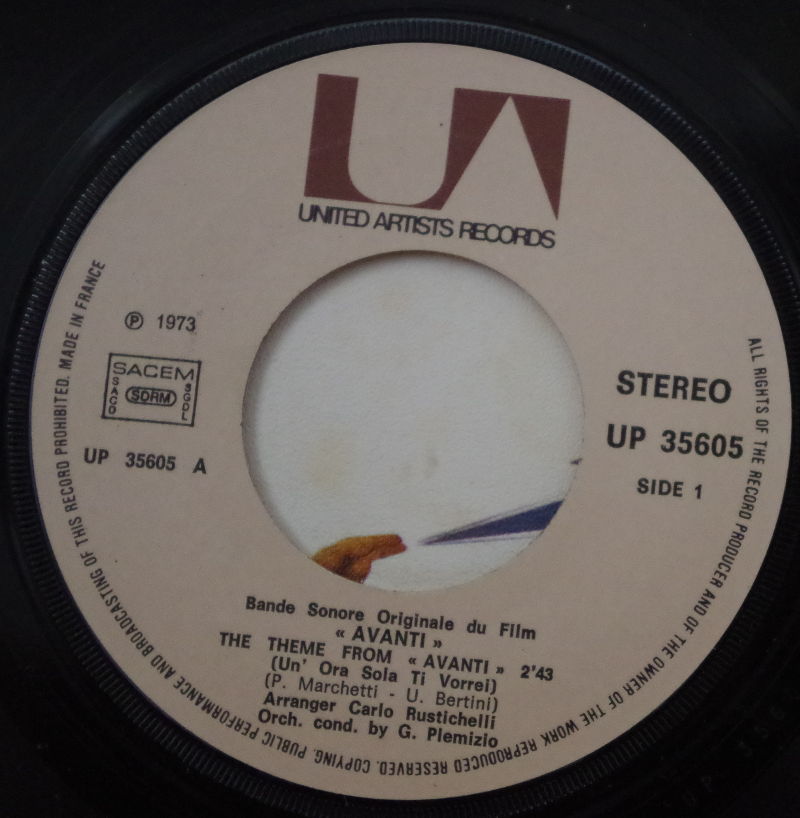 UA
UNITED ARTISTS RECORDS
℗ 1973
SACEM
SACD
SDRM
SGDL
UP 35605 A
STEREO
UP 35605
SIDE 1
Bande Sonore Originale du Film
« AVANTI »
THE THEME FROM « AVANTI » 2'43
(Un' Ora Sola Ti Vorrei)
(P. Marchetti - U. Bertini)
Arranger Carlo Rustichelli
Orch. cond. by G. Plemizio
ALL RIGHTS OF THE RECORD PRODUCER AND OF THE OWNER OF THE WORK REPRODUCED RESERVED. COPYING, PUBLIC PERFORMANCE AND BROADCASTING OF THIS RECORD PROHIBITED. MADE IN FRANCE